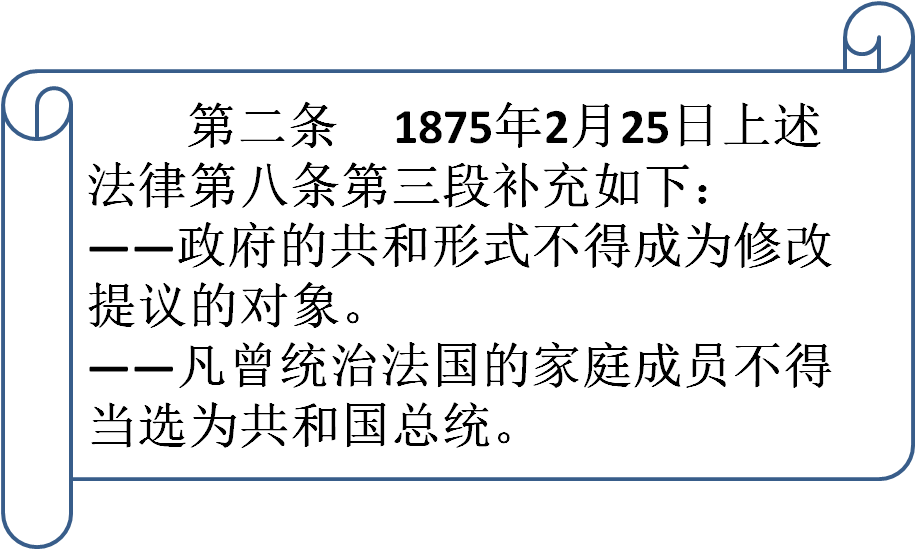 第二条　1875年2月25日上述
法律第八条第三段补充如下：
——政府的共和形式不得成为修改
提议的对象。
——凡曾统治法国的家庭成员不得
当选为共和国总统。